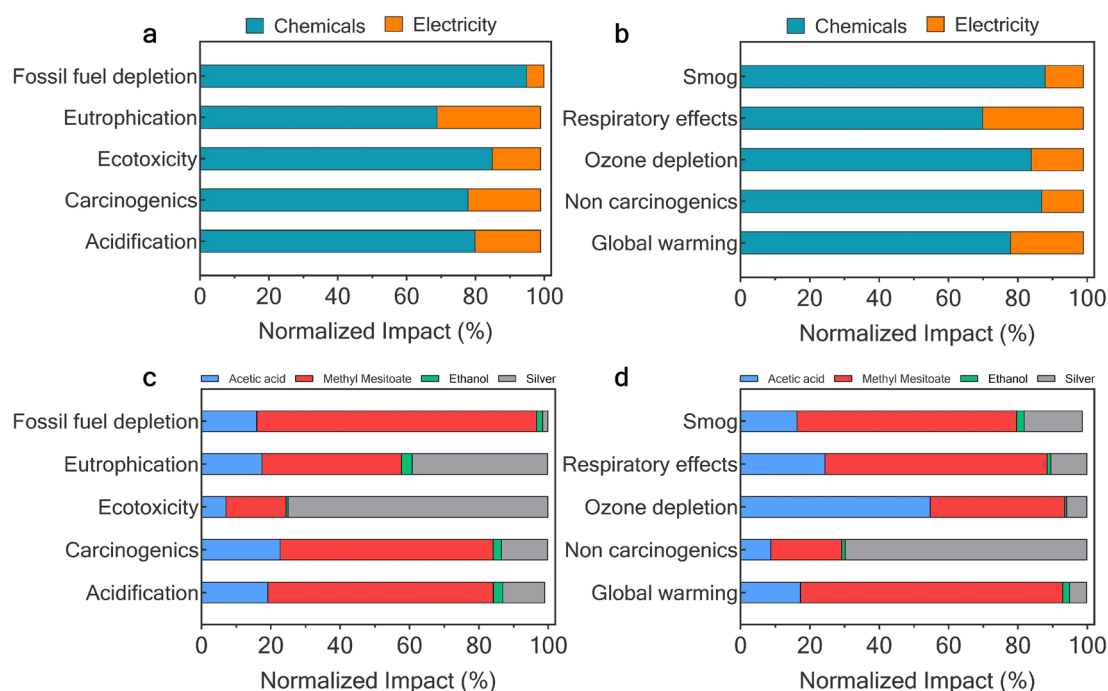 a
Chemicals Electricity
Fossil fuel depletion
Eutrophication
Ecotoxicity
Carcinogenics
Acidification
0 20 40 60 80 100
Normalized Impact (%)
b
Chemicals Electricity
Smog
Respiratory effects
Ozone depletion
Non carcinogenics
Global warming
0 20 40 60 80 100
Normalized Impact (%)
c
Acetic acid Methyl Mesitoate Ethanol Silver
Fossil fuel depletion
Eutrophication
Ecotoxicity
Carcinogenics
Acidification
0 20 40 60 80 100
Normalized Impact (%)
d
Acetic acid Methyl Mesitoate Ethanol Silver
Smog
Respiratory effects
Ozone depletion
Non carcinogenics
Global warming
0 20 40 60 80 100
Normalized Impact (%)